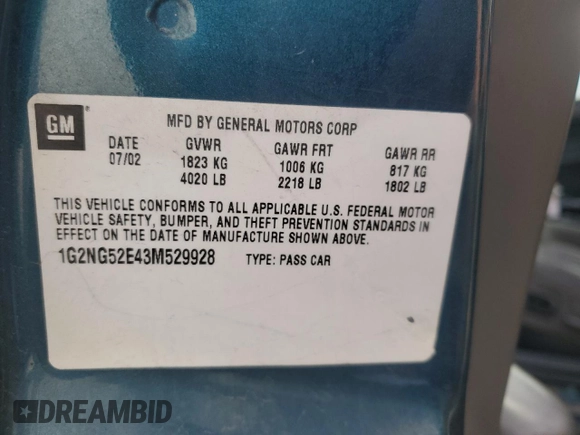 GM
MFD BY GENERAL MOTORS CORP
DATE GVWR GAWR FRT GAWR RR
07/02 1823 KG 1006 KG 817 KG
4020 LB 2218 LB 1802 LB
THIS VEHICLE CONFORMS TO ALL APPLICABLE U.S. FEDERAL MOTOR
VEHICLE SAFETY, BUMPER, AND THEFT PREVENTION STANDARDS IN
EFFECT ON THE DATE OF MANUFACTURE SHOWN ABOVE.
1G2NG52E43M529928 TYPE: PASS CAR
DREAMBID